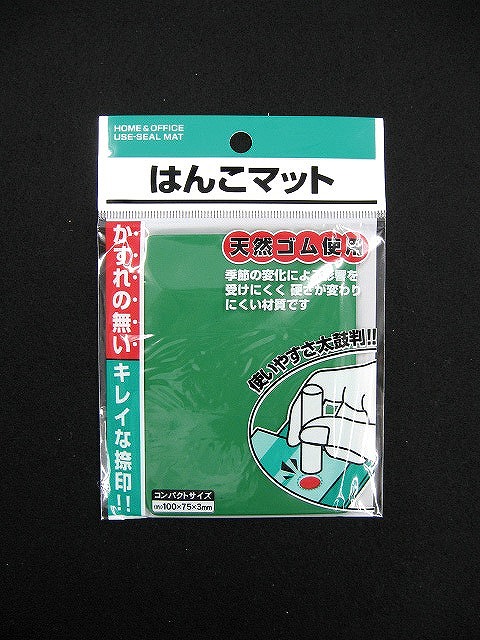 HOME & OFFICE
USE-SEAL MAT
はんこマット
かすれの無い
キレイな捺印!!
天然ゴム使用
季節の変化による影響を
受けにくく 硬さが変わり
にくい材質です
使いやすさ太鼓判!!
コンパクトサイズ
(約)100×75×3mm